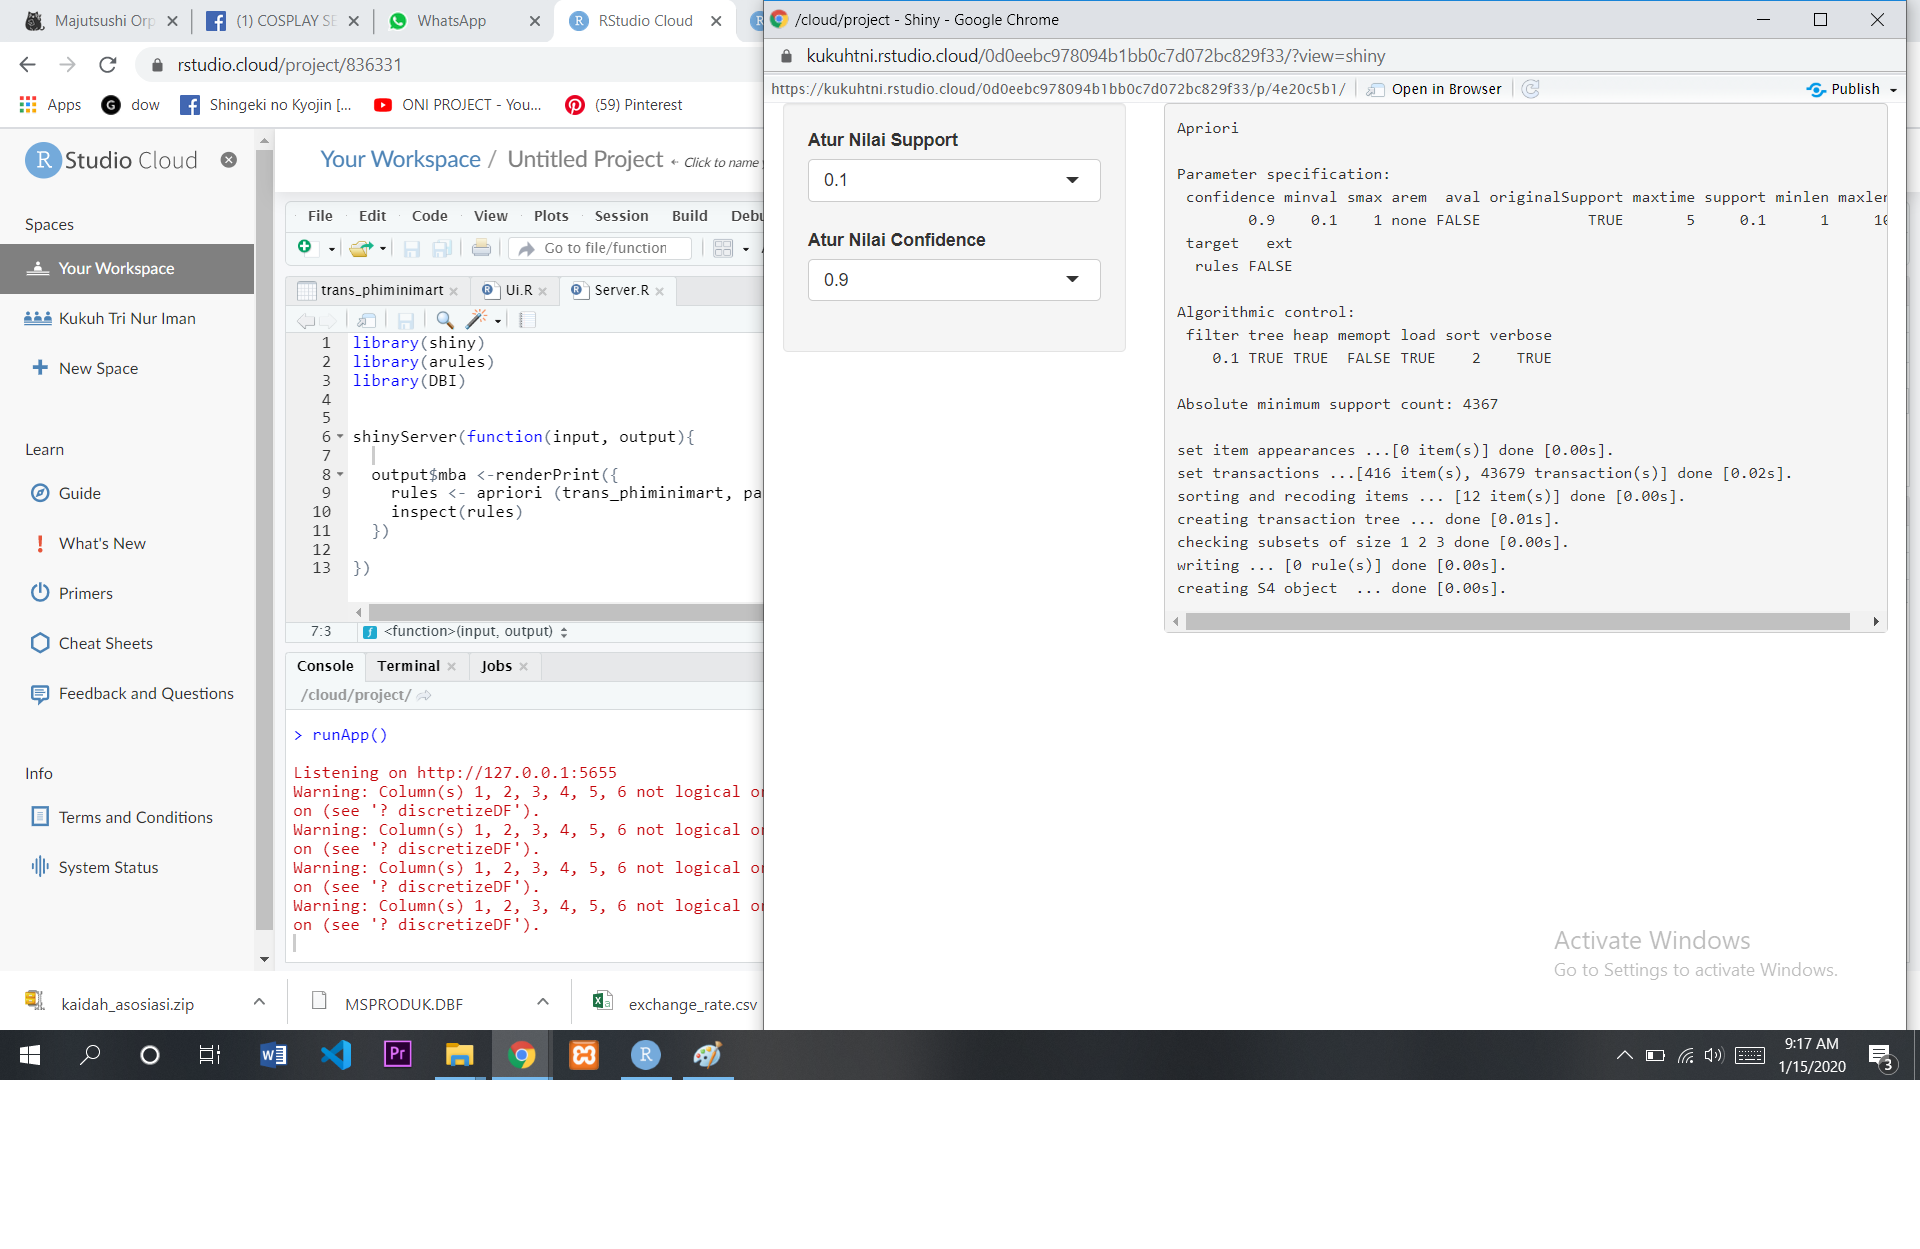 Majutsushi Orp
(1) COSPLAY SE
WhatsApp
RStudio Cloud
rstudio.cloud/project/836331
Apps
dow
Shingeki no Kyojin [...
ONI PROJECT - You...
(59) Pinterest
Studio Cloud
Spaces
Your Workspace
Kukuh Tri Nur Iman
New Space
Learn
Guide
What's New
Primers
Cheat Sheets
Feedback and Questions
Info
Terms and Conditions
System Status
Your Workspace / Untitled Project ← Click to name
File Edit Code View Plots Session Build Debu
Go to file/function
trans_phiminimart
Ui.R
Server.R
1 library(shiny)
2 library(arules)
3 library(DBI)
4
5
6 shinyServer(function(input, output){
7
8 output$mba <-renderPrint({
9 rules <- apriori (trans_phiminimart, pa
10 inspect(rules)
11 })
12
13 })
7:3 <function>(input, output)
Console Terminal Jobs
/cloud/project/
> runApp()
Listening on http://127.0.0.1:5655
Warning: Column(s) 1, 2, 3, 4, 5, 6 not logical or
on (see '? discretizeDF').
Warning: Column(s) 1, 2, 3, 4, 5, 6 not logical or
on (see '? discretizeDF').
Warning: Column(s) 1, 2, 3, 4, 5, 6 not logical or
on (see '? discretizeDF').
Warning: Column(s) 1, 2, 3, 4, 5, 6 not logical or
on (see '? discretizeDF').
/cloud/project - Shiny - Google Chrome
kukuhtni.rstudio.cloud/0d0eebc978094b1bb0c7d072bc829f33/?view=shiny
https://kukuhtni.rstudio.cloud/0d0eebc978094b1bb0c7d072bc829f33/p/4e20c5b1/
Open in Browser
Publish
Atur Nilai Support
0.1
Atur Nilai Confidence
0.9
Apriori
Parameter specification:
confidence minval smax arem aval originalSupport maxtime support minlen maxlen
0.9 0.1 1 none FALSE TRUE 5 0.1 1 10
target ext
rules FALSE
Algorithmic control:
filter tree heap memopt load sort verbose
0.1 TRUE TRUE FALSE TRUE 2 TRUE
Absolute minimum support count: 4367
set item appearances ...[0 item(s)] done [0.00s].
set transactions ...[416 item(s), 43679 transaction(s)] done [0.02s].
sorting and recoding items ... [12 item(s)] done [0.00s].
creating transaction tree ... done [0.01s].
checking subsets of size 1 2 3 done [0.00s].
writing ... [0 rule(s)] done [0.00s].
creating S4 object ... done [0.00s].
Activate Windows
Go to Settings to activate Windows.
kaidah_asosiasi.zip
MSPRODUK.DBF
exchange_rate.csv
9:17 AM
1/15/2020
3